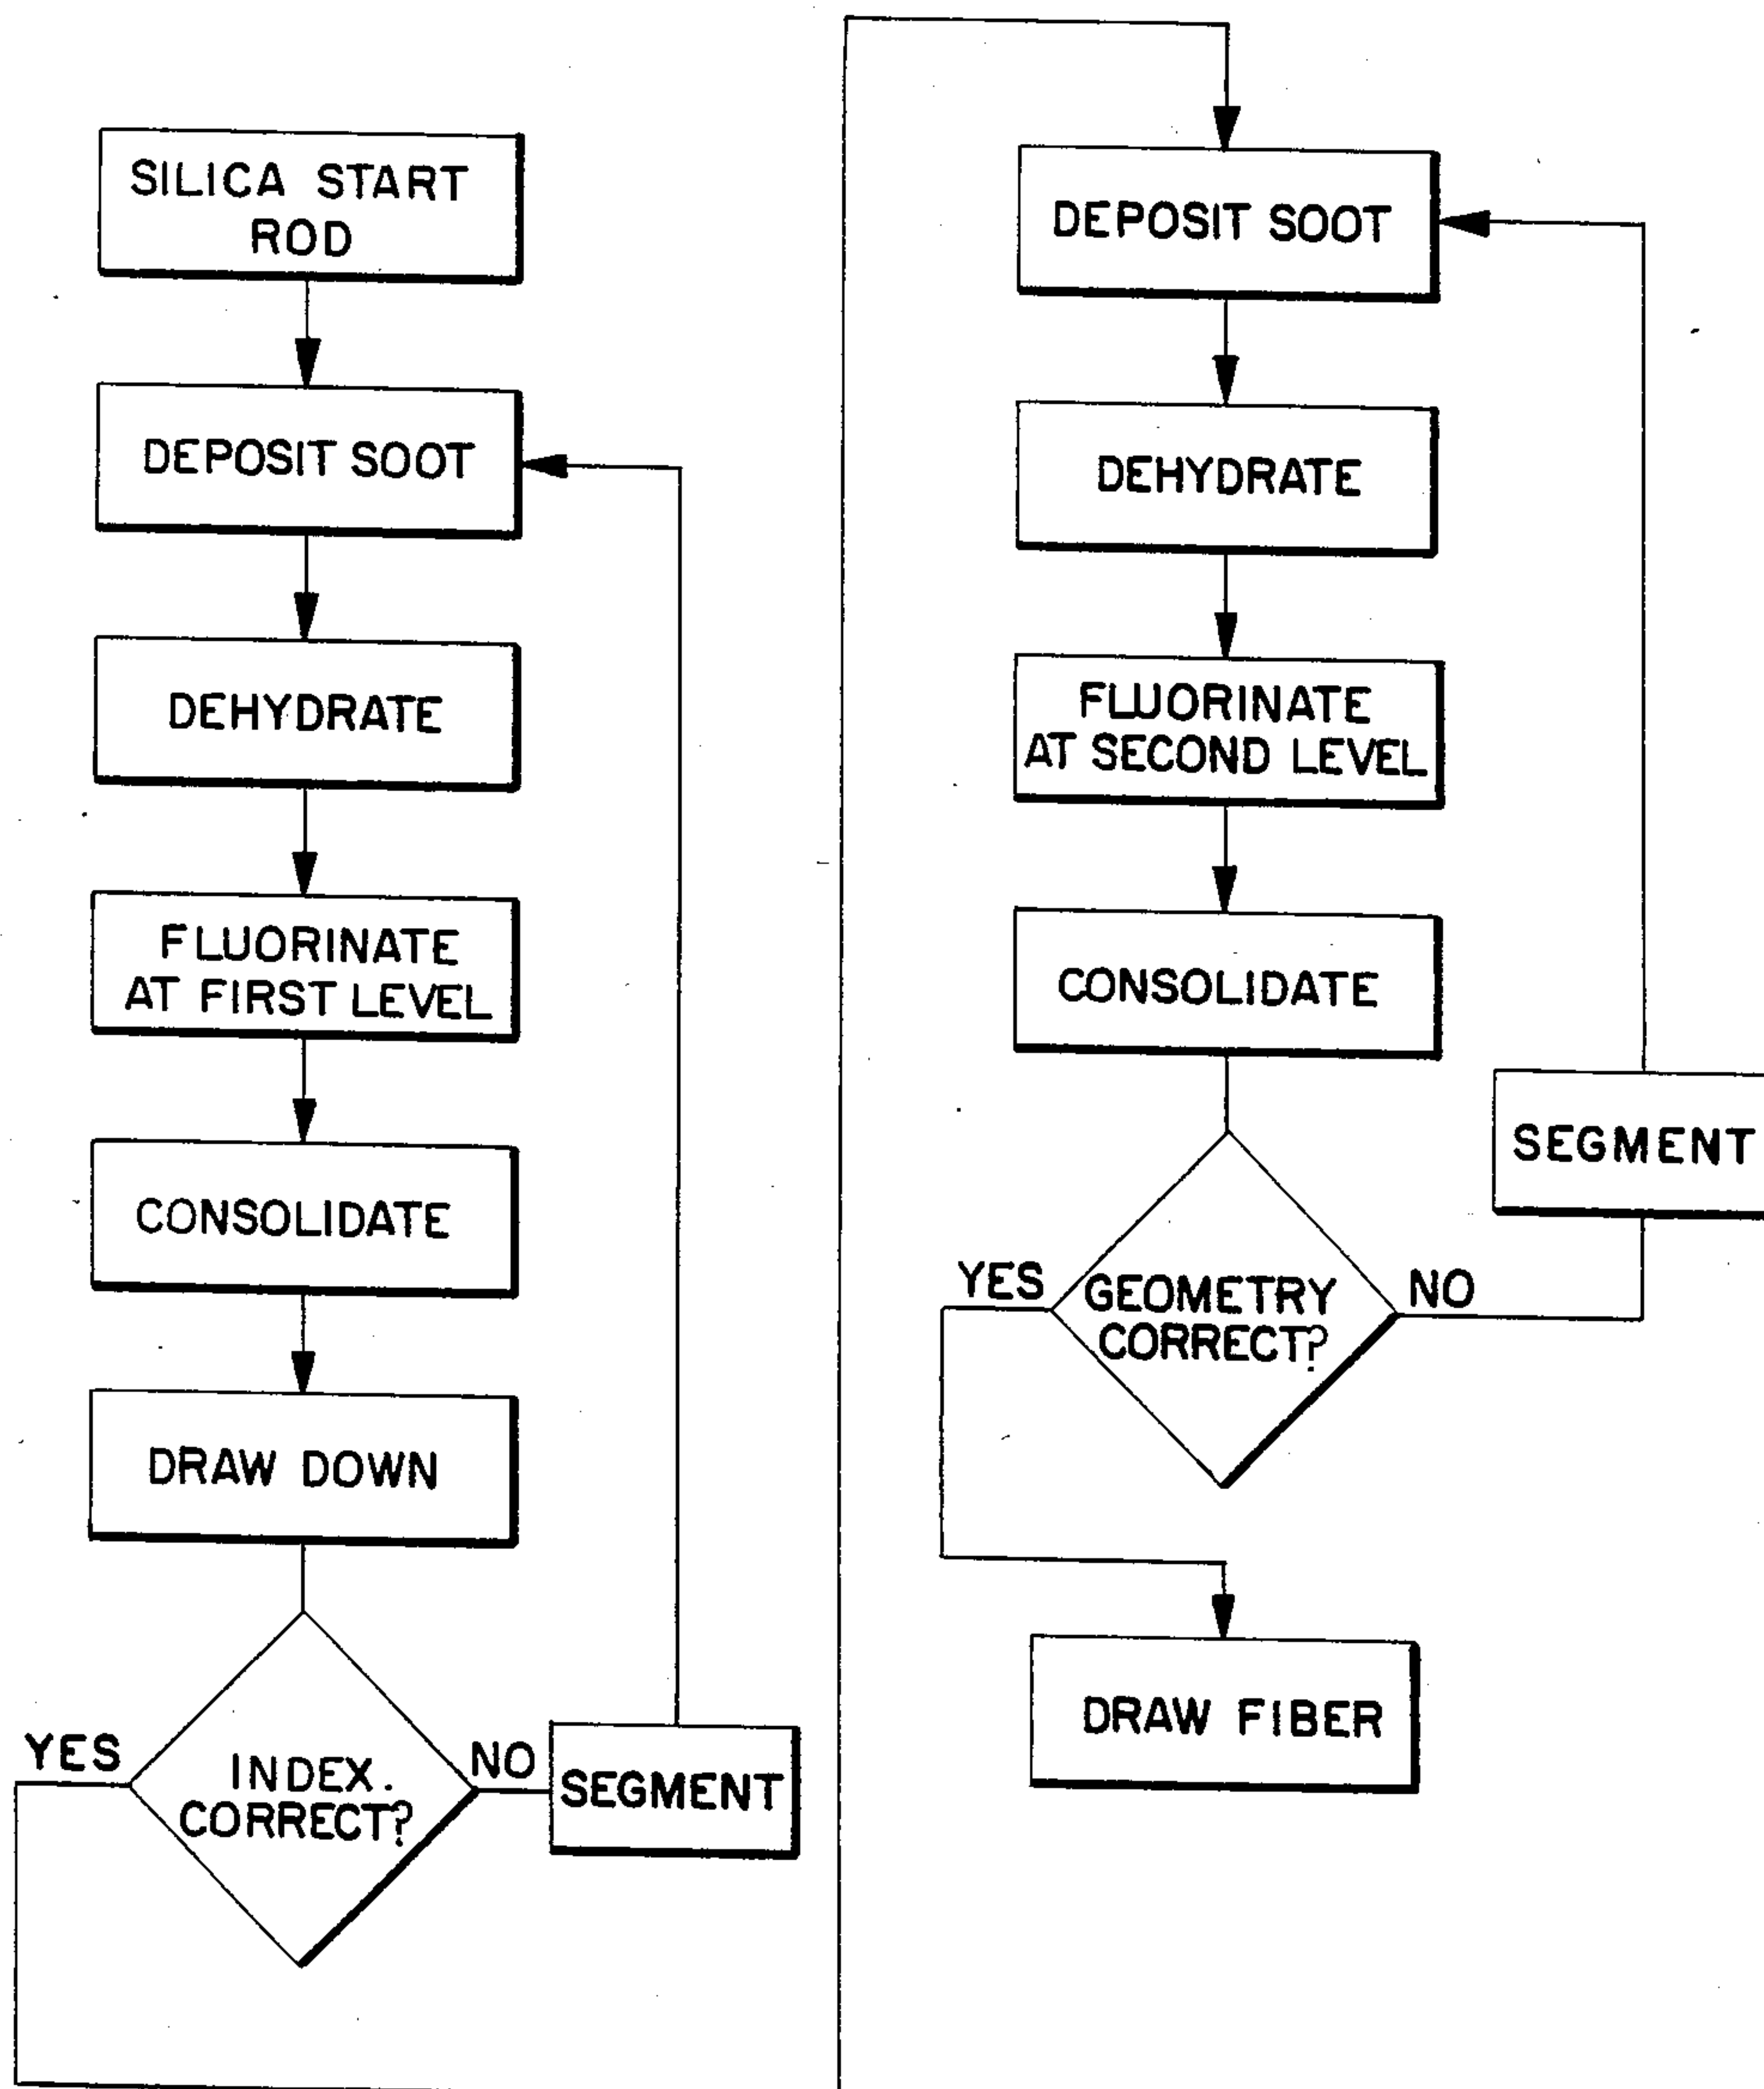 SILICA START
ROD
DEPOSIT SOOT
DEHYDRATE
FLUORINATE
AT FIRST LEVEL
CONSOLIDATE
DRAW DOWN
YES
INDEX.
CORRECT?
NO
SEGMENT
DEPOSIT SOOT
DEHYDRATE
FLUORINATE
AT SECOND LEVEL
CONSOLIDATE
SEGMENT
YES
GEOMETRY
CORRECT?
NO
DRAW FIBER